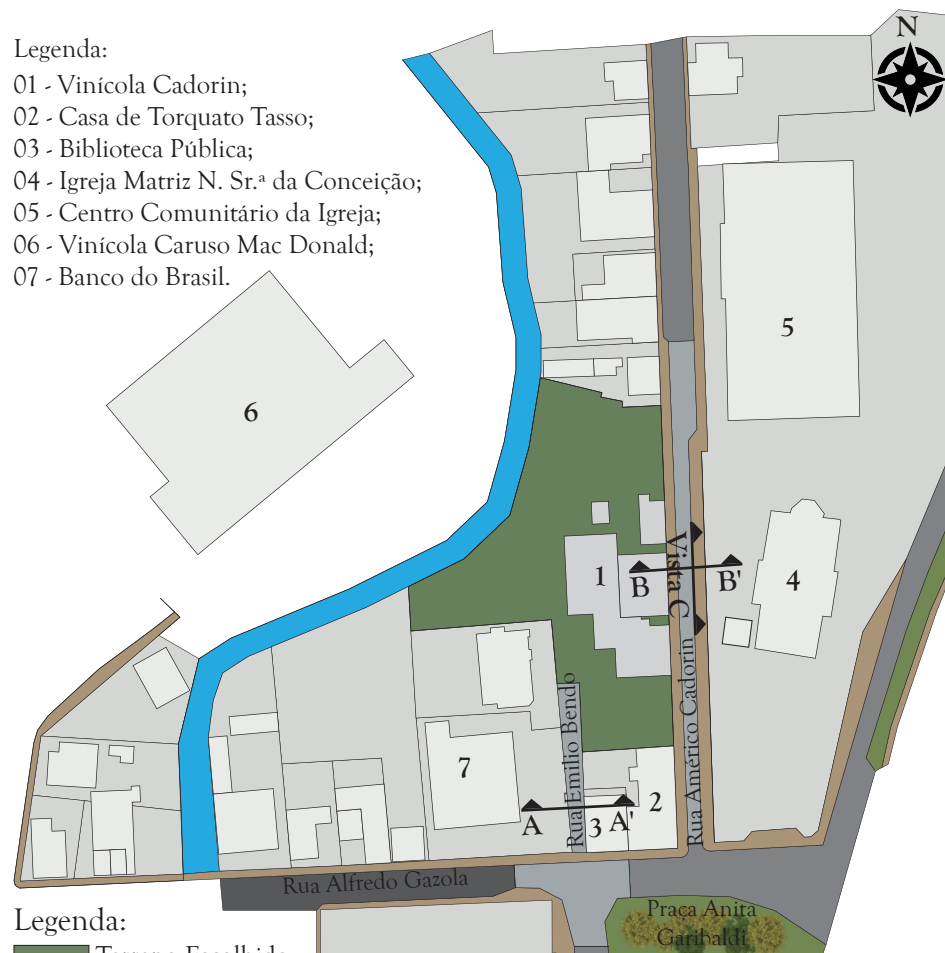 Legenda:
01 - Vinícola Cadorin;
02 - Casa de Torquato Tasso;
03 - Biblioteca Pública;
04 - Igreja Matriz N. Sr.ª da Conceição;
05 - Centro Comunitário da Igreja;
06 - Vinícola Caruso Mac Donald;
07 - Banco do Brasil.
N
5
6
1
B
B'
Vista C
4
Rua Américo Cadorin
Rua Emilio Bendo
7
2
A
3
A'
Rua Alfredo Gazola
Praça Anita
Garibaldi
Legenda: